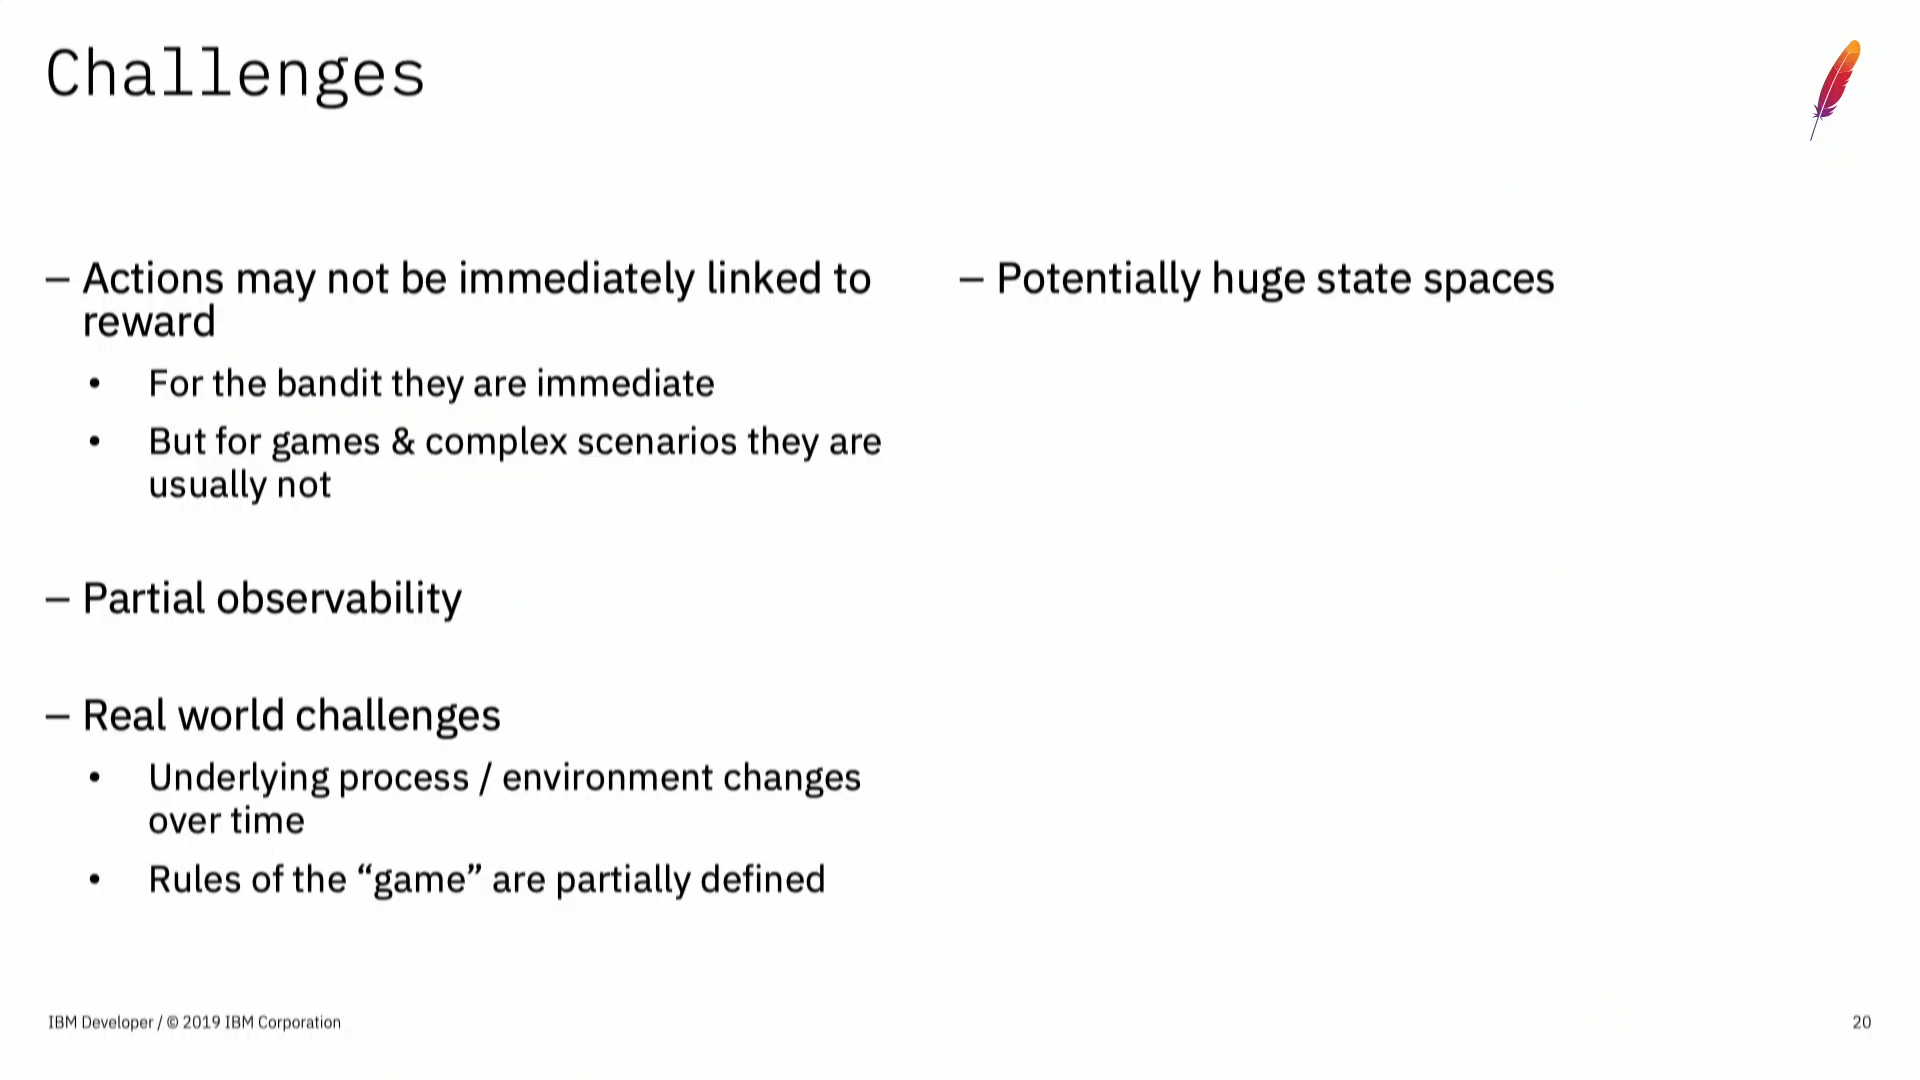 Challenges
– Actions may not be immediately linked to
reward
• For the bandit they are immediate
• But for games & complex scenarios they are
usually not
– Partial observability
– Real world challenges
• Underlying process / environment changes
over time
• Rules of the “game” are partially defined
– Potentially huge state spaces
IBM Developer / © 2019 IBM Corporation
20